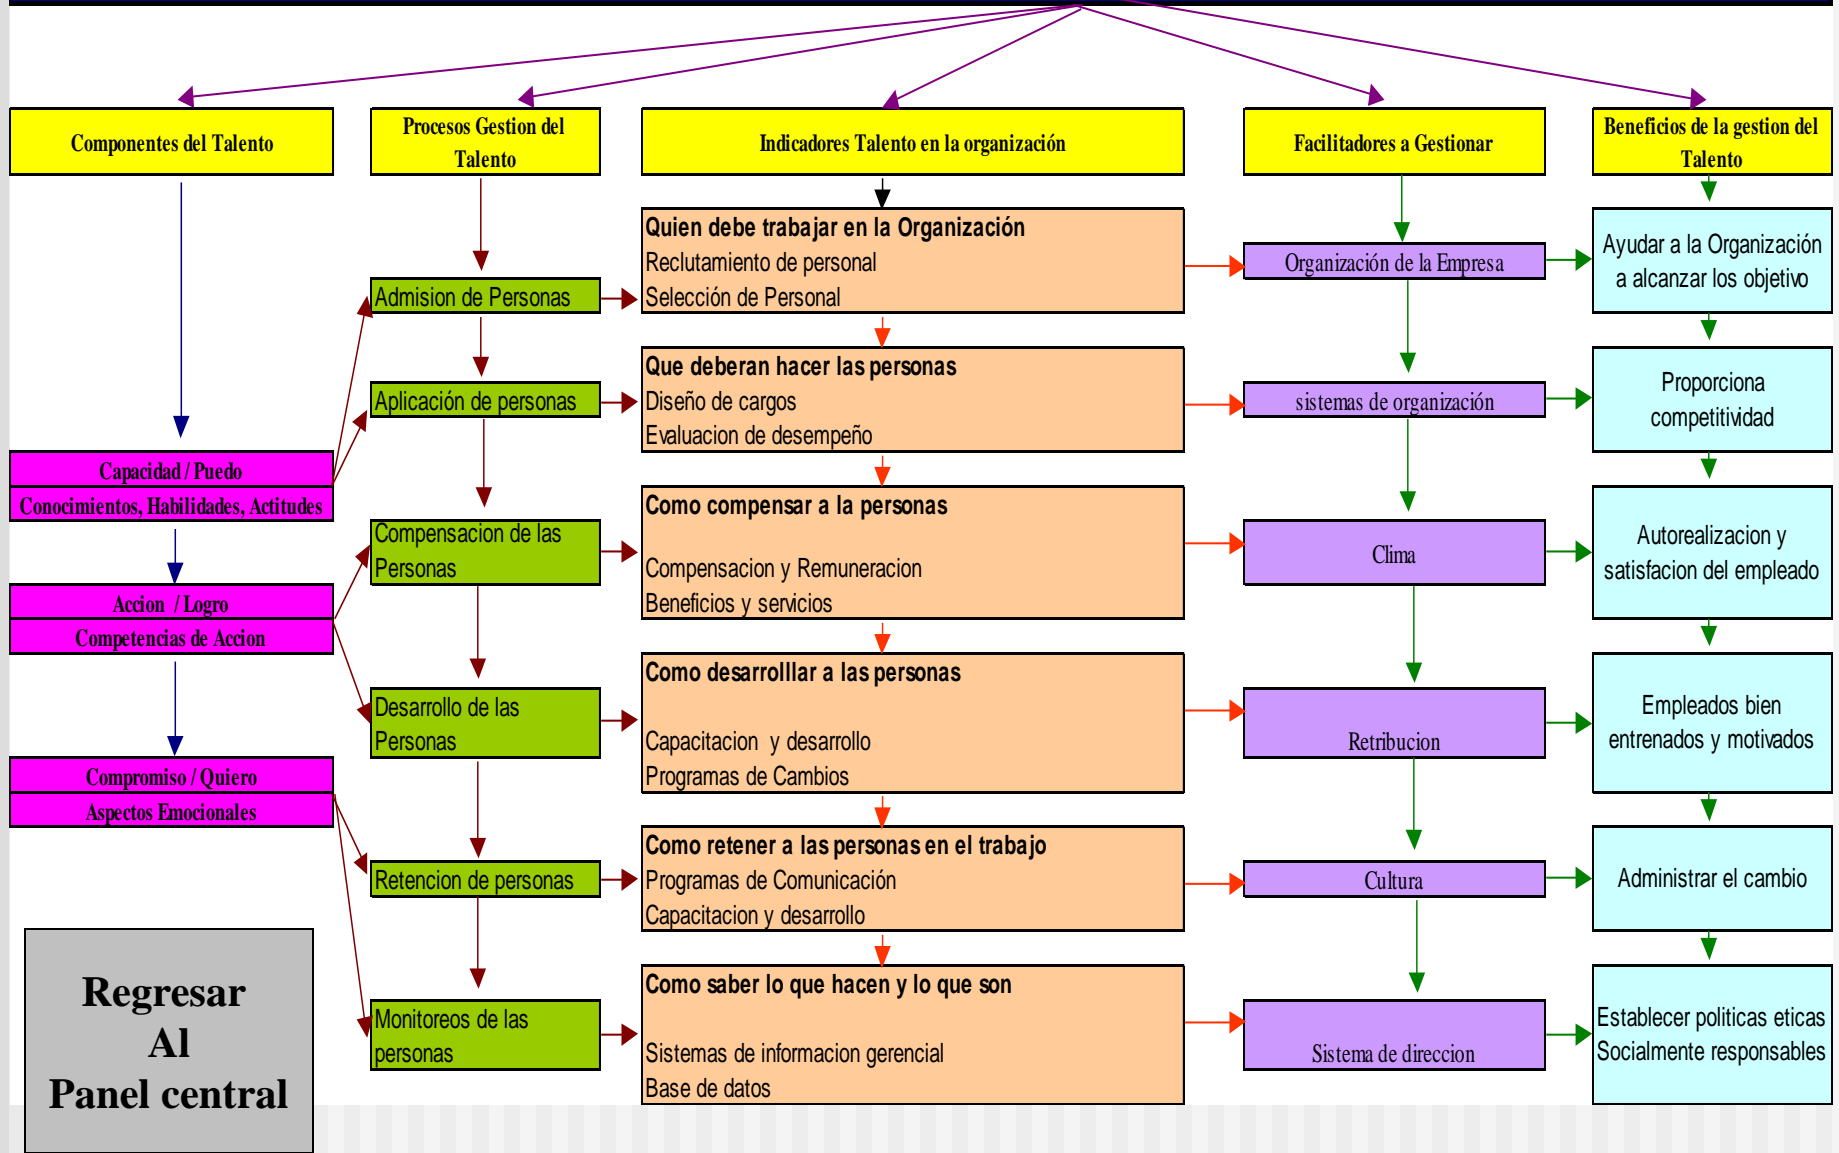 Componentes del Talento
Procesos Gestion del
Talento
Indicadores Talento en la organización
Facilitadores a Gestionar
Beneficios de la gestion del
Talento
Capacidad / Puedo
Conocimientos, Habilidades, Actitudes
Accion / Logro
Competencias de Accion
Compromiso / Quiero
Aspectos Emocionales
Admision de Personas
Aplicación de personas
Compensacion de las
Personas
Desarrollo de las
Personas
Retencion de personas
Monitoreos de las
personas
Quien debe trabajar en la Organización
Reclutamiento de personal
Selección de Personal
Que deberan hacer las personas
Diseño de cargos
Evaluacion de desempeño
Como compensar a la personas
Compensacion y Remuneracion
Beneficios y servicios
Como desarrolllar a las personas
Capacitacion y desarrollo
Programas de Cambios
Como retener a las personas en el trabajo
Programas de Comunicación
Capacitacion y desarrollo
Como saber lo que hacen y lo que son
Sistemas de informacion gerencial
Base de datos
Organización de la Empresa
sistemas de organización
Clima
Retribucion
Cultura
Sistema de direccion
Ayudar a la Organización
a alcanzar los objetivo
Proporciona
competitividad
Autorealizacion y
satisfacion del empleado
Empleados bien
entrenados y motivados
Administrar el cambio
Establecer politicas eticas
Socialmente responsables
Regresar
Al
Panel central